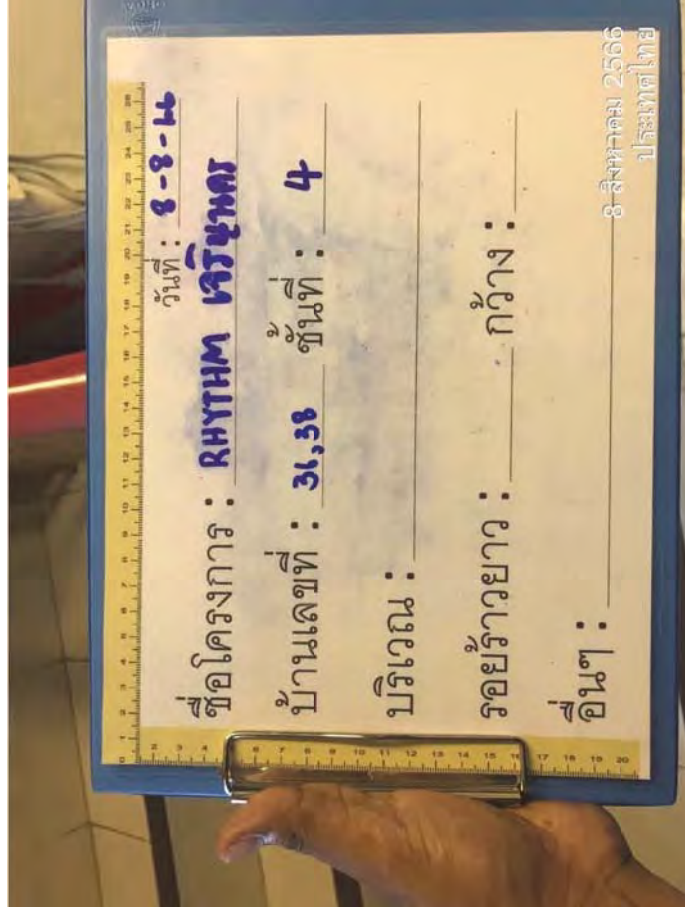 วันที่ : 8-8-66
ชื่อโครงการ : RHYTHM เจริญนคร
บ้านเลขที่ : 36,38 ชั้นที่ : 4
บริเวณ :
รอยร้าวยาว : กว้าง :
อื่นๆ :
8 สิงหาคม 2566
ประเทศไทย